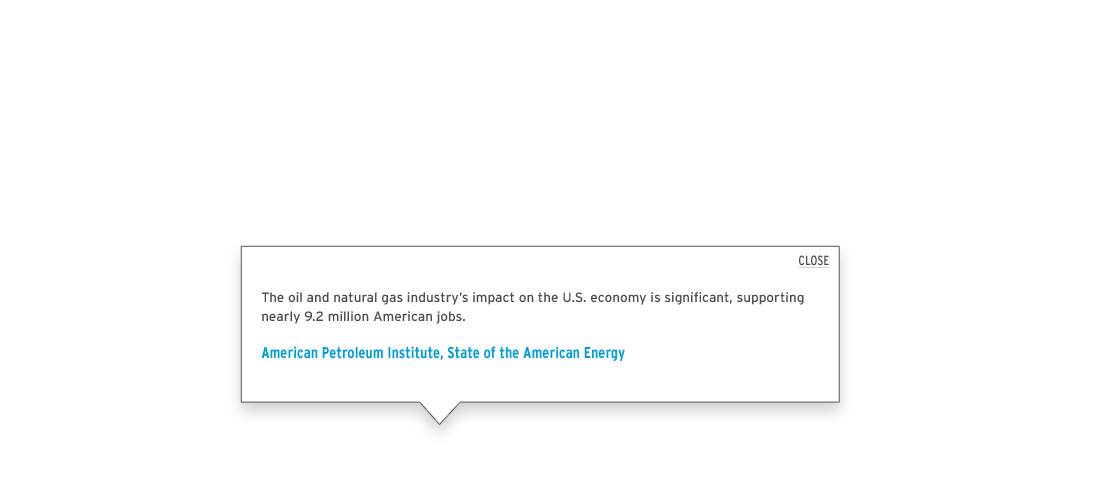 CLOSE
The oil and natural gas industry’s impact on the U.S. economy is significant, supporting
nearly 9.2 million American jobs.
American Petroleum Institute, State of the American Energy